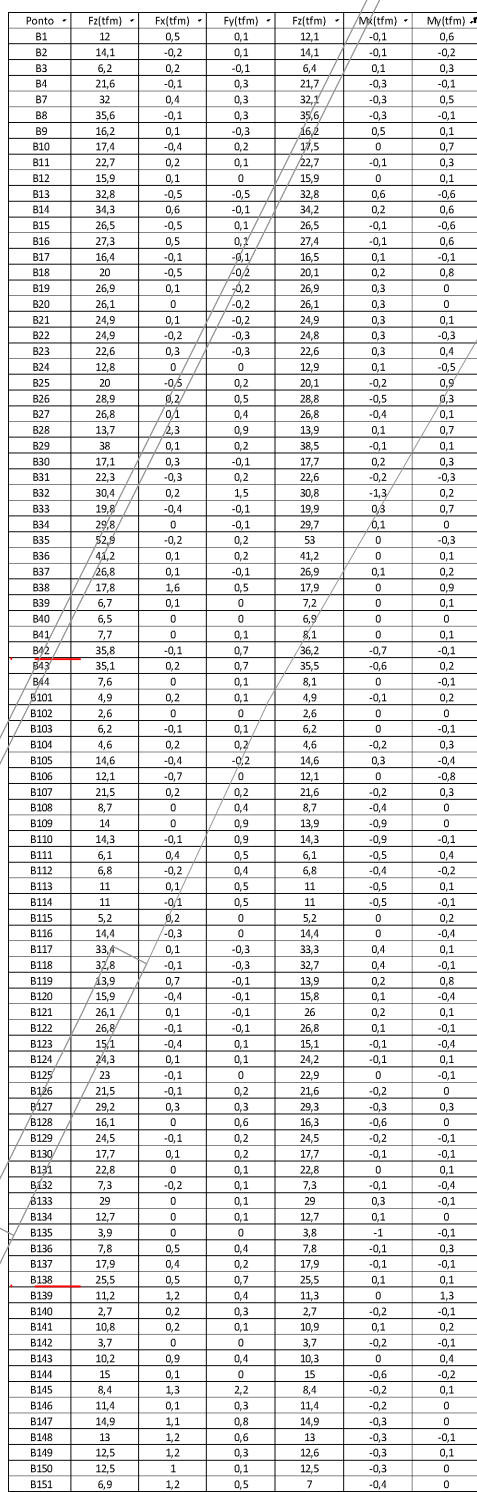 Ponto Fz(tfm) Fx(tfm) Fy(tfm) Fz(tfm) Mx(tfm) My(tfm)
B1 12 0,5 0,1 12,1 -0,1 0,6
B2 14,1 -0,2 0,1 14,1 -0,1 -0,2
B3 6,2 0,2 -0,1 6,4 0,1 0,3
B4 21,6 -0,1 0,3 21,7 -0,3 -0,1
B7 32 0,4 0,3 32,1 -0,3 0,5
B8 35,6 -0,1 0,3 35,6 -0,3 -0,1
B9 16,2 0,1 -0,3 16,2 0,5 0,1
B10 17,4 -0,4 0,2 17,5 0 0,7
B11 22,7 0,2 0,1 22,7 -0,1 0,3
B12 15,9 0,1 0 15,9 0 0,1
B13 32,8 -0,5 -0,5 32,8 0,6 -0,6
B14 34,3 0,6 -0,1 34,2 0,2 0,6
B15 26,5 -0,5 0,1 26,5 -0,1 -0,6
B16 27,3 0,5 0,1 27,4 -0,1 0,6
B17 16,4 -0,1 -0,1 16,5 0,1 -0,1
B18 20 -0,5 -0,2 20,1 0,2 0,8
B19 26,9 0,1 -0,2 26,9 0,3 0
B20 26,1 0 -0,2 26,1 0,3 0
B21 24,9 0,1 -0,2 24,9 0,3 0,1
B22 24,9 -0,2 -0,3 24,8 0,3 -0,3
B23 22,6 0,3 -0,3 22,6 0,3 0,4
B24 12,8 0 0 12,9 0,1 -0,5
B25 20 -0,5 0,2 20,1 -0,2 0,9
B26 28,9 0,2 0,5 28,8 -0,5 0,3
B27 26,8 0,1 0,4 26,8 -0,4 0,1
B28 13,7 2,3 0,9 13,9 0,1 0,7
B29 38 0,1 0,2 38,5 -0,1 0,1
B30 17,1 0,3 -0,1 17,7 0,2 0,3
B31 22,3 -0,3 0,2 22,6 -0,2 -0,3
B32 30,4 0,2 1,5 30,8 -1,3 0,2
B33 19,8 -0,4 -0,1 19,9 0,3 0,7
B34 29,8 0 -0,1 29,7 0,1 0
B35 52,9 -0,2 0,2 53 0 -0,3
B36 41,2 0,1 0,2 41,2 0 0,1
B37 26,8 0,1 -0,1 26,9 0,1 0,2
B38 17,8 1,6 0,5 17,9 0 0,9
B39 6,7 0,1 0 7,2 0 0,1
B40 6,5 0 0 6,9 0 0
B41 7,7 0 0,1 8,1 0 0,1
B42 35,8 -0,1 0,7 36,2 -0,7 -0,1
B43 35,1 0,2 0,7 35,5 -0,6 0,2
B44 7,6 0 0,1 8,1 0 -0,1
B101 4,9 0,2 0,1 4,9 -0,1 0,2
B102 2,6 0 0 2,6 0 0
B103 6,2 -0,1 0,1 6,2 0 -0,1
B104 4,6 0,2 0,2 4,6 -0,2 0,3
B105 14,6 -0,4 -0,2 14,6 0,3 -0,4
B106 12,1 -0,7 0 12,1 0 -0,8
B107 21,5 0,2 0,2 21,6 -0,2 0,3
B108 8,7 0 0,4 8,7 -0,4 0
B109 14 0 0,9 13,9 -0,9 0
B110 14,3 -0,1 0,9 14,3 -0,9 -0,1
B111 6,1 0,4 0,5 6,1 -0,5 0,4
B112 6,8 -0,2 0,4 6,8 -0,4 -0,2
B113 11 0,1 0,5 11 -0,5 0,1
B114 11 -0,1 0,5 11 -0,5 -0,1
B115 5,2 0,2 0 5,2 0 0,2
B116 14,4 -0,3 0 14,4 0 -0,4
B117 33,4 0,1 -0,3 33,3 0,4 0,1
B118 32,8 -0,1 -0,3 32,7 0,4 -0,1
B119 13,9 0,7 -0,1 13,9 0,2 0,8
B120 15,9 -0,4 -0,1 15,8 0,1 -0,4
B121 26,1 0,1 -0,1 26 0,2 0,1
B122 26,8 -0,1 -0,1 26,8 0,1 -0,1
B123 15,1 -0,4 0,1 15,1 -0,1 -0,4
B124 24,3 0,1 0,1 24,2 -0,1 0,1
B125 23 -0,1 0 22,9 0 -0,1
B126 21,5 -0,1 0,2 21,6 -0,2 0
B127 29,2 0,3 0,3 29,3 -0,3 0,3
B128 16,1 0 0,6 16,3 -0,6 0
B129 24,5 -0,1 0,2 24,5 -0,2 -0,1
B130 17,7 0,1 0,2 17,7 -0,1 -0,1
B131 22,8 0 0,1 22,8 0 0,1
B132 7,3 -0,2 0,1 7,3 -0,1 -0,4
B133 29 0 0,1 29 0,3 -0,1
B134 12,7 0 0,1 12,7 0,1 0
B135 3,9 0 0 3,8 -1 -0,1
B136 7,8 0,5 0,4 7,8 -0,1 0,3
B137 17,9 0,4 0,2 17,9 -0,1 -0,1
B138 25,5 0,5 0,7 25,5 0,1 0,1
B139 11,2 1,2 0,4 11,3 0 1,3
B140 2,7 0,2 0,3 2,7 -0,2 -0,1
B141 10,8 0,2 0,1 10,9 0,1 0,2
B142 3,7 0 0 3,7 -0,2 -0,1
B143 10,2 0,9 0,4 10,3 0 0,4
B144 15 0,1 0 15 -0,6 -0,2
B145 8,4 1,3 2,2 8,4 -0,2 0,1
B146 11,4 0,1 0,3 11,4 -0,2 0
B147 14,9 1,1 0,8 14,9 -0,3 0
B148 13 1,2 0,6 13 -0,3 -0,1
B149 12,5 1,2 0,3 12,6 -0,3 0,1
B150 12,5 1 0,1 12,5 -0,3 0
B151 6,9 1,2 0,5 7 -0,4 0